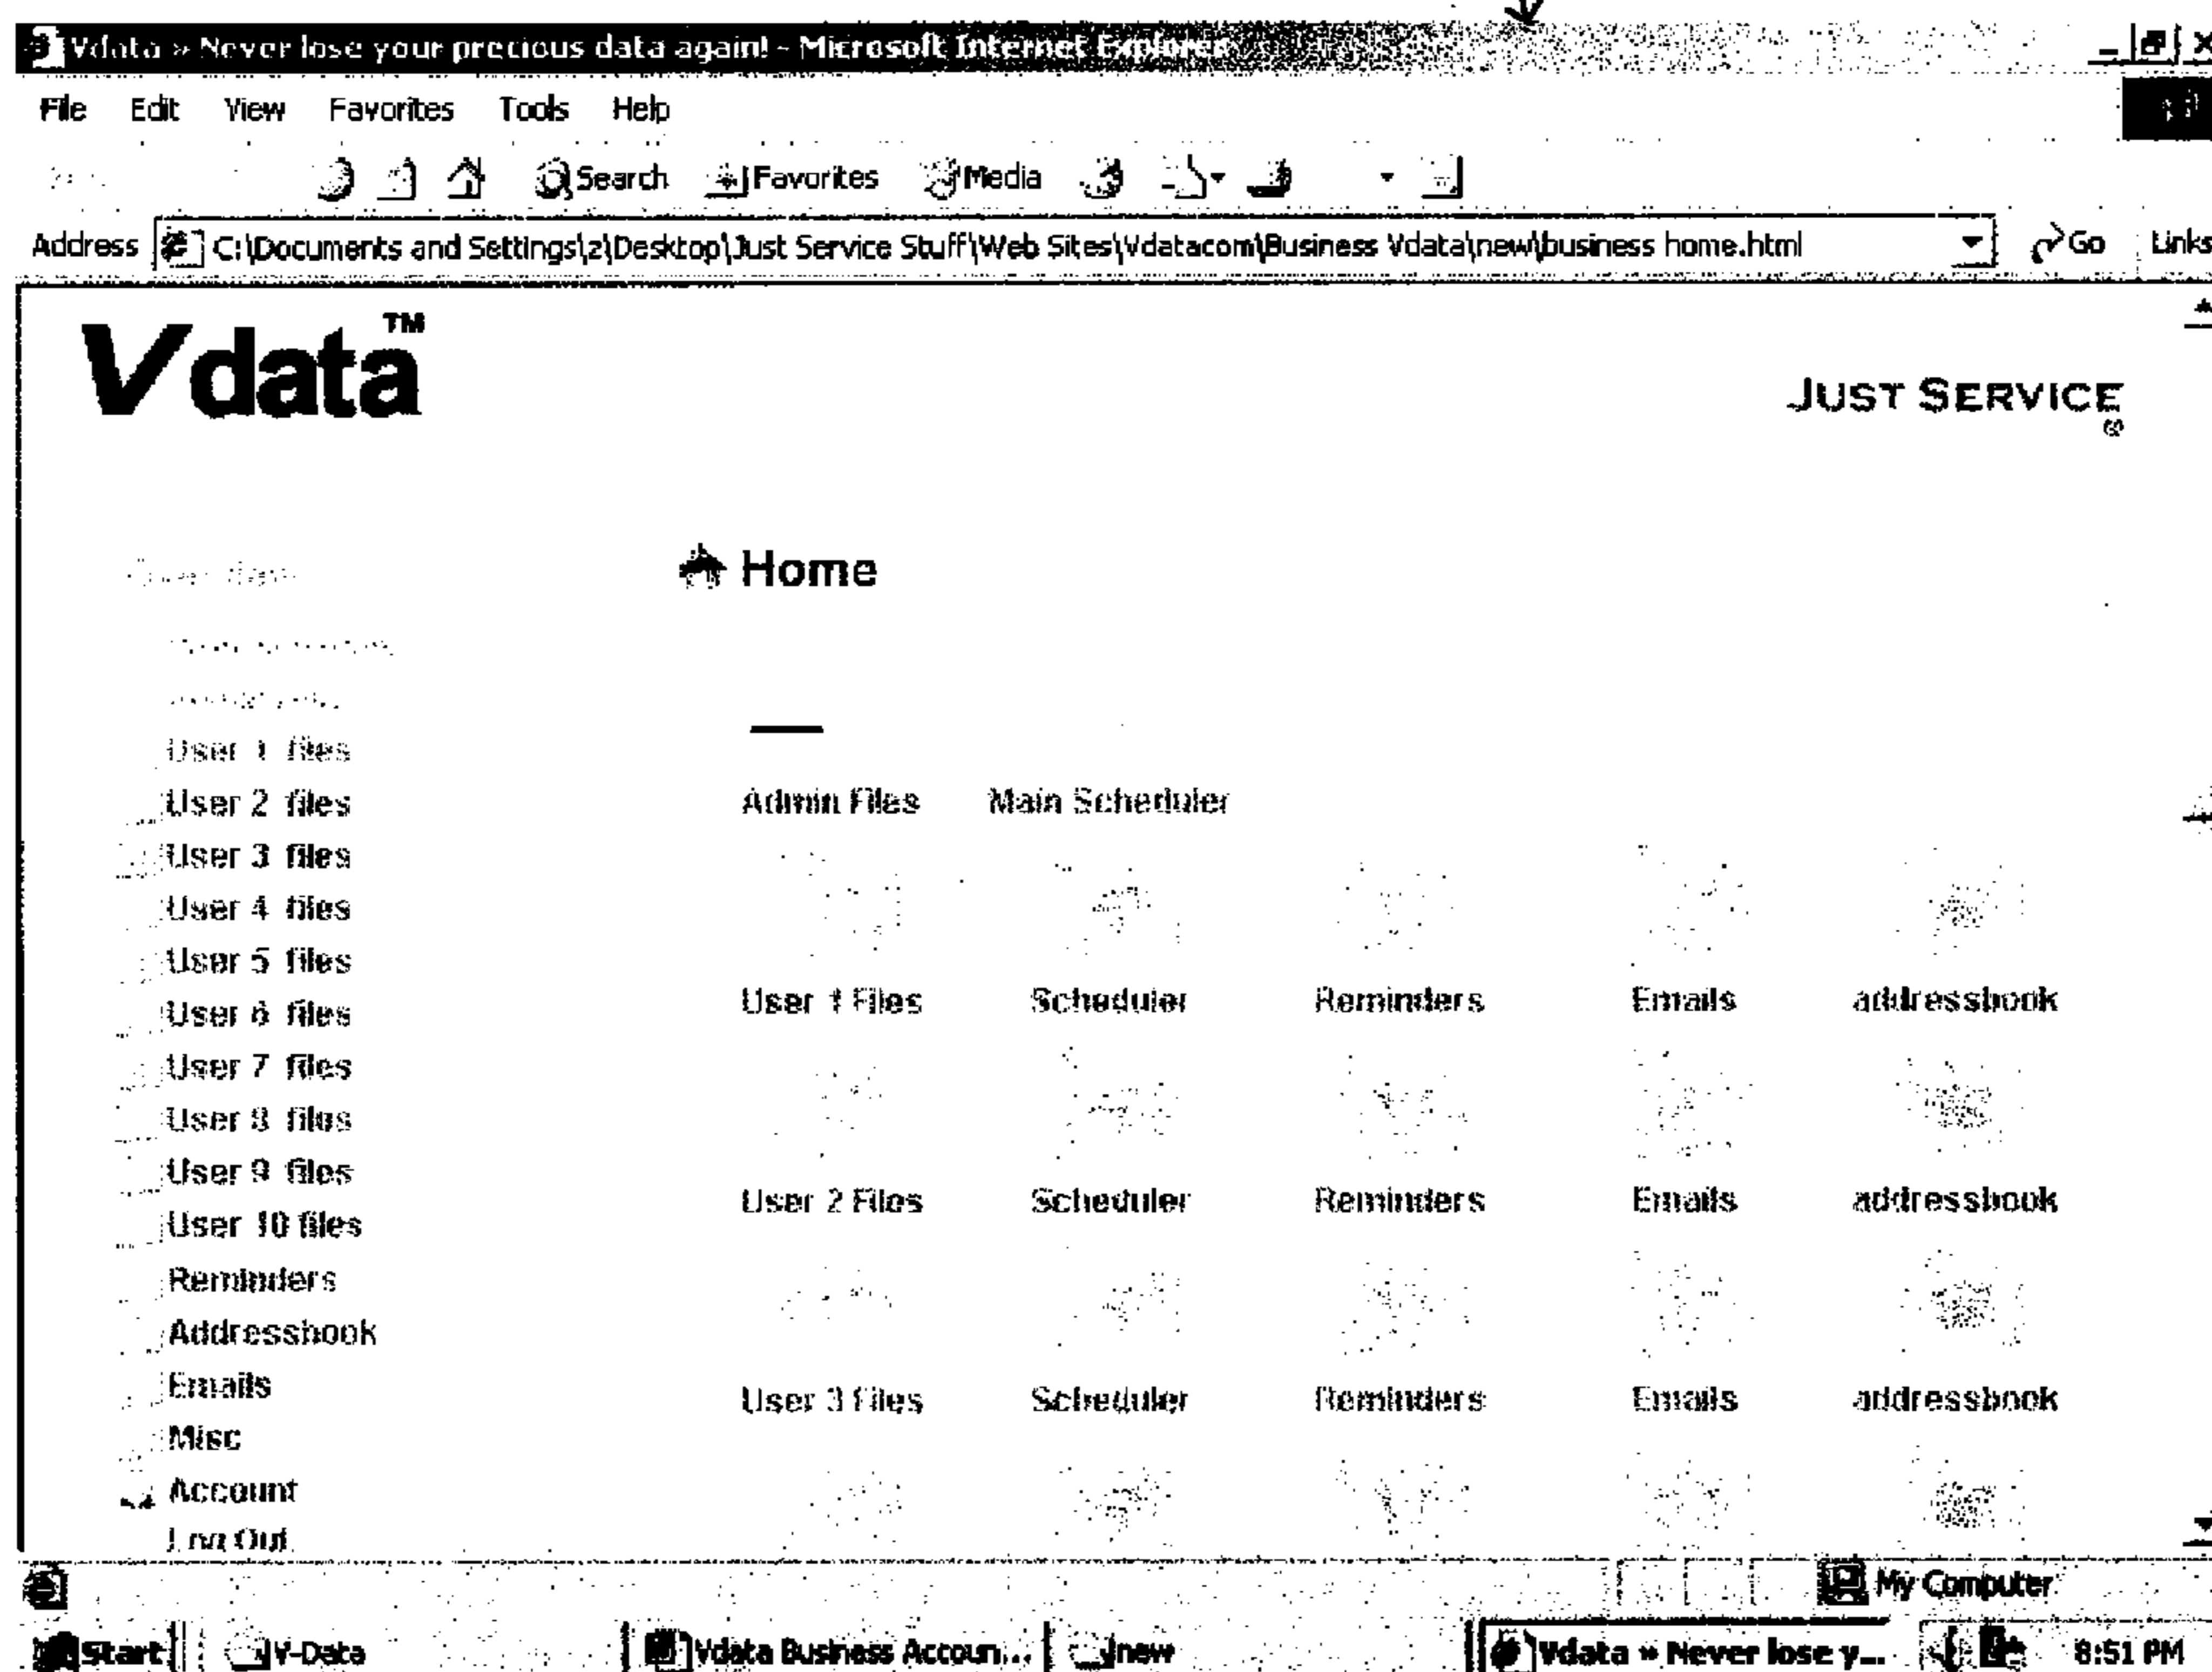 Vdata » Never lose your precious data again! - Microsoft Internet Explorer
File Edit View Favorites Tools Help
Search Favorites Media
Address C:\Documents and Settings\z\Desktop\Just Service Stuff\Web Sites\Vdatacom\Business Vdata\new\business home.html Go Links
Vdata™
JUST SERVICE
®
Home
User 1 files
User 2 files
User 3 files
User 4 files
User 5 files
User 6 files
User 7 files
User 8 files
User 9 files
User 10 files
Reminders
Addressbook
Emails
Misc
Account
Log Out
Admin Files Main Scheduler
User 1 Files Scheduler Reminders Emails addressbook
User 2 Files Scheduler Reminders Emails addressbook
User 3 Files Scheduler Reminders Emails addressbook
My Computer
Start V-Data Vdata Business Accoun... new Vdata » Never lose y... 8:51 PM